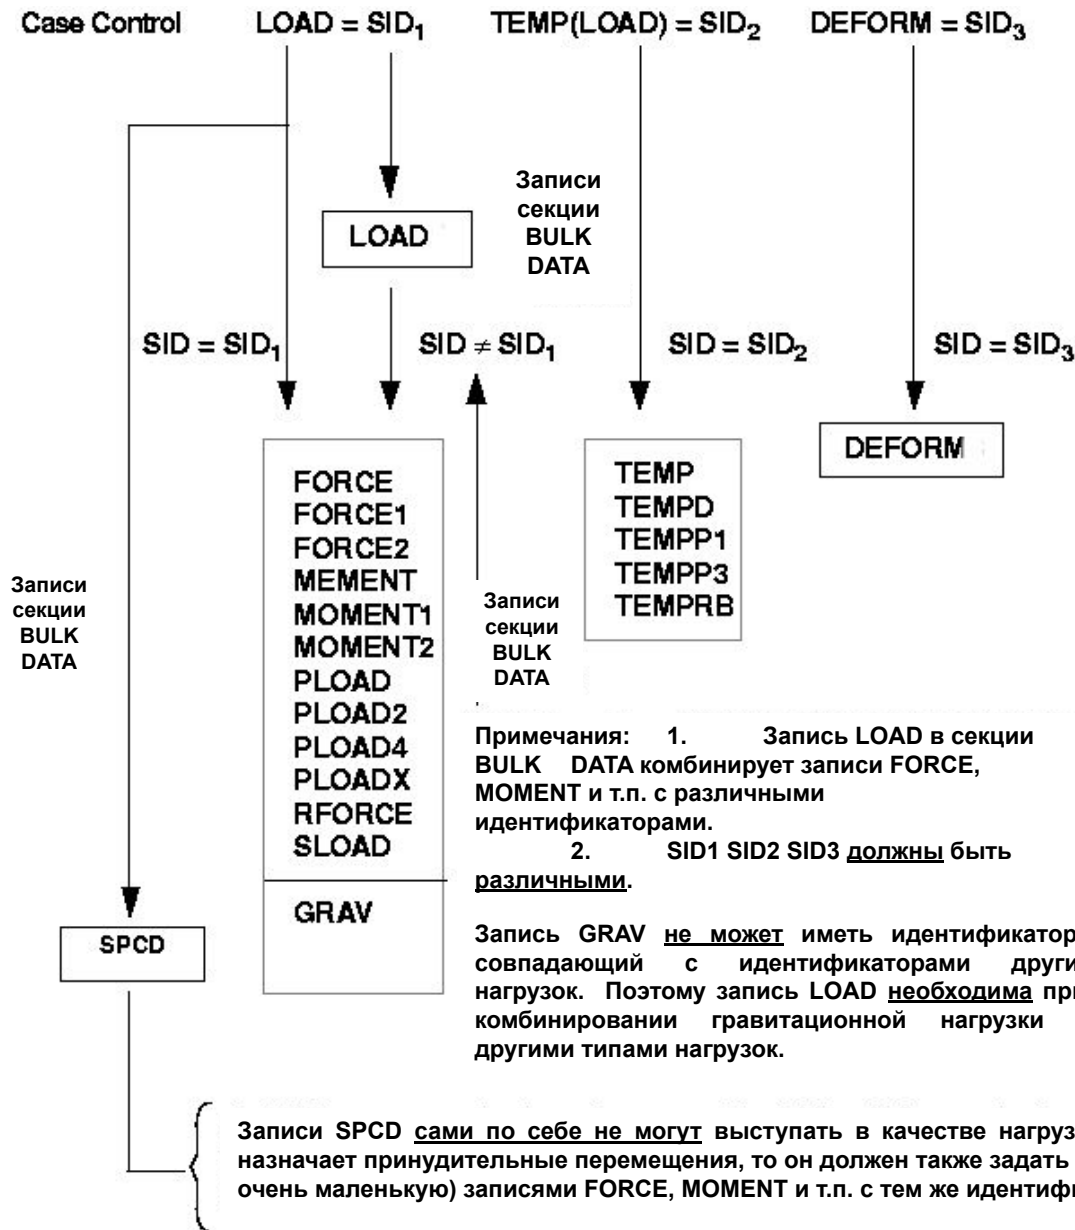 Case Control LOAD = SID1 TEMP(LOAD) = SID2 DEFORM = SID3
Записи
секции
BULK
DATA
LOAD
SID = SID1 SID ≠ SID1 SID = SID2 SID = SID3
FORCE
FORCE1
FORCE2
MEMENT
MOMENT1
MOMENT2
PLOAD
PLOAD2
PLOAD4
PLOADX
RFORCE
SLOAD
GRAV
TEMP
TEMPD
TEMPP1
TEMPP3
TEMPRB
DEFORM
Записи
секции
BULK
DATA
Записи
секции
BULK
DATA
SPCD
Примечания: 1. Запись LOAD в секции
BULK DATA комбинирует записи FORCE,
MOMENT и т.п. с различными
идентификаторами.
2. SID1 SID2 SID3 должны быть
различными.
Запись GRAV не может иметь идентификатор
совпадающий с идентификаторами други
нагрузок. Поэтому запись LOAD необходима при
комбинировании гравитационной нагрузки
другими типами нагрузок.
Записи SPCD сами по себе не могут выступать в качестве нагруз
назначает принудительные перемещения, то он должен также задать
очень маленькую) записями FORCE, MOMENT и т.п. с тем же идентифи